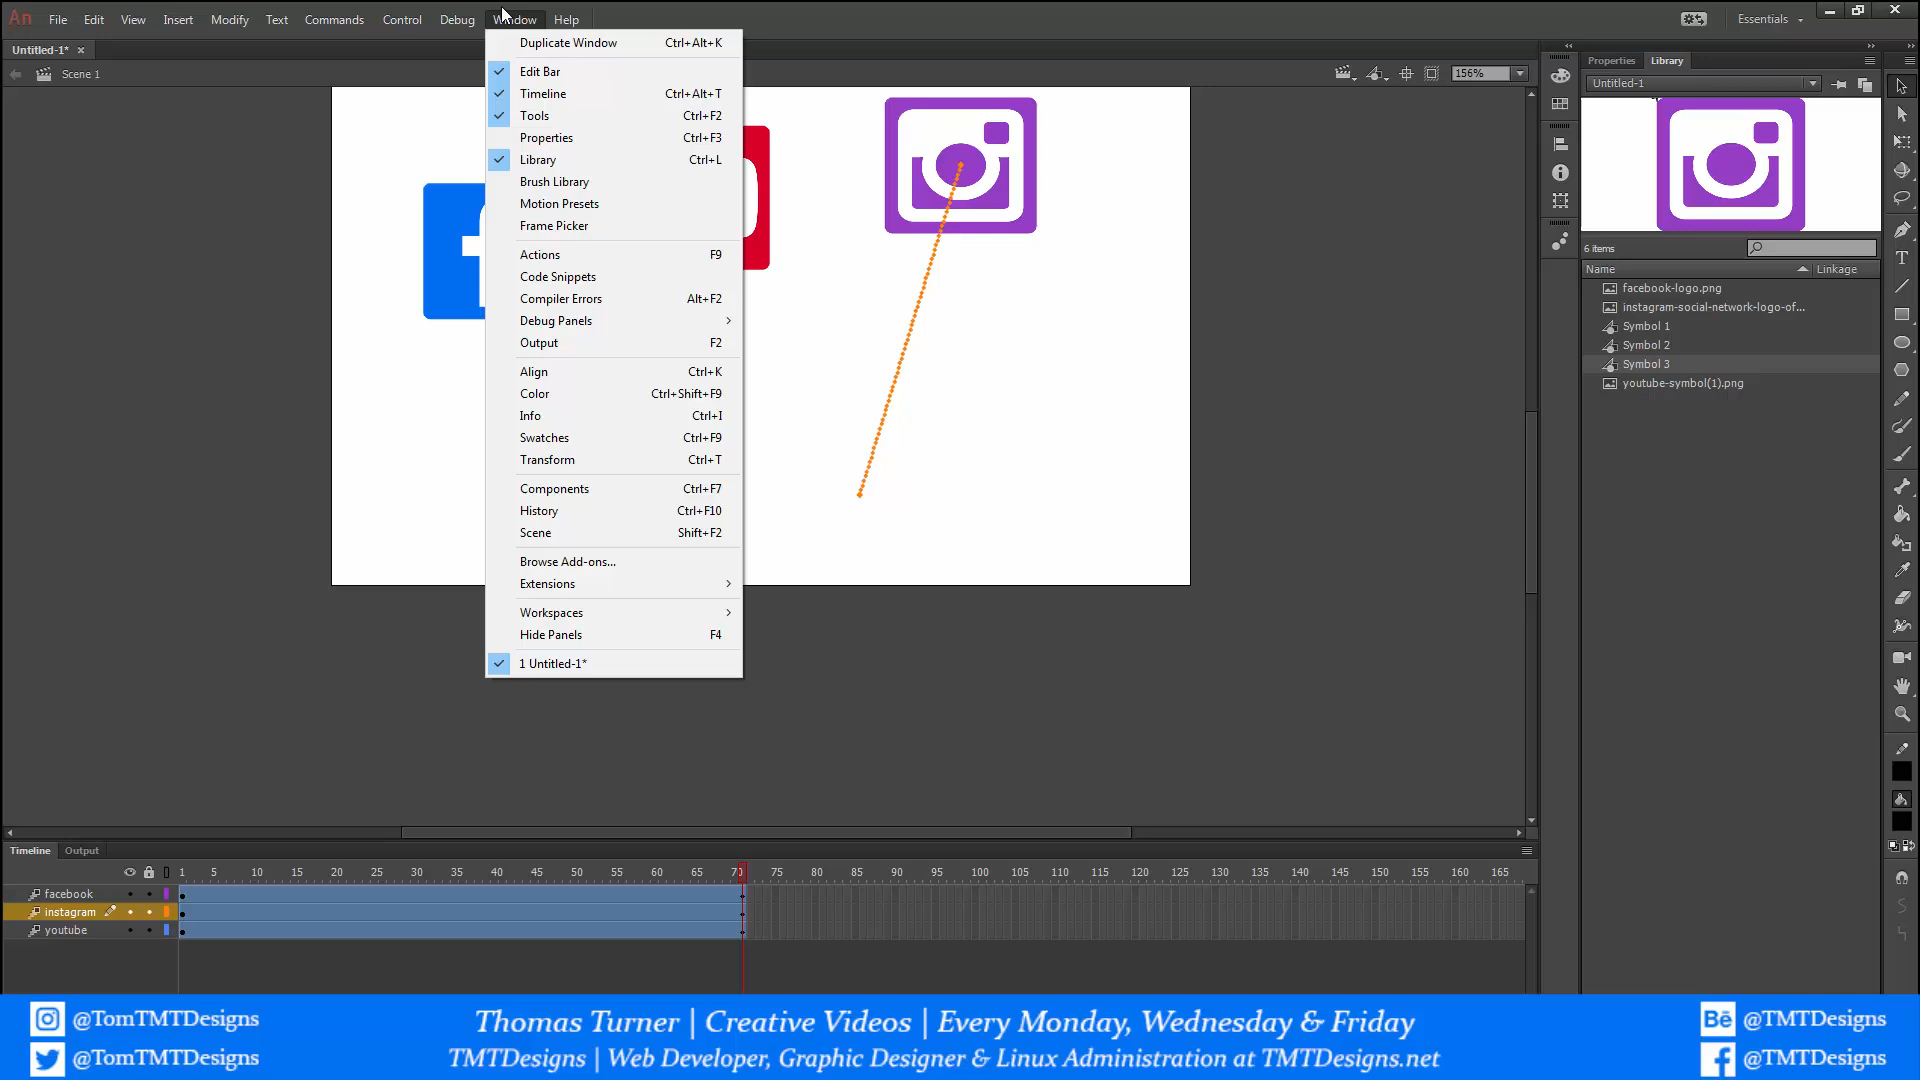 An File Edit View Insert Modify Text Commands Control Debug Window Help Essentials
Untitled-1* ×
Scene 1
156%
Duplicate Window Ctrl+Alt+K
Edit Bar
Timeline Ctrl+Alt+T
Tools Ctrl+F2
Properties Ctrl+F3
Library Ctrl+L
Brush Library
Motion Presets
Frame Picker
Actions F9
Code Snippets
Compiler Errors Alt+F2
Debug Panels
Output F2
Align Ctrl+K
Color Ctrl+Shift+F9
Info Ctrl+I
Swatches Ctrl+F9
Transform Ctrl+T
Components Ctrl+F7
History Ctrl+F10
Scene Shift+F2
Browse Add-ons...
Extensions
Workspaces
Hide Panels F4
1 Untitled-1*
Properties Library
Untitled-1
6 items
Name Linkage
facebook-logo.png
instagram-social-network-logo-of...
Symbol 1
Symbol 2
Symbol 3
youtube-symbol(1).png
Timeline Output
1 5 10 15 20 25 30 35 40 45 50 55 60 65 70 75 80 85 90 95 100 105 110 115 120 125 130 135 140 145 150 155 160 165
facebook
instagram
youtube
@TomTMTDesigns
@TomTMTDesigns
Thomas Turner | Creative Videos | Every Monday, Wednesday & Friday
TMTDesigns | Web Developer, Graphic Designer & Linux Administration at TMTDesigns.net
Bē @TMTDesigns
@TMTDesigns